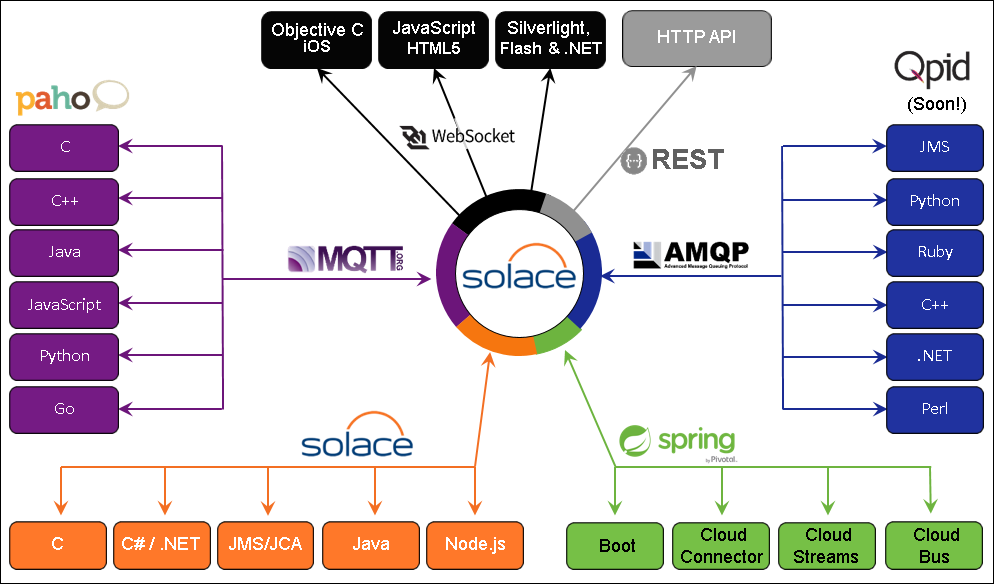 Objective C
iOS
JavaScript
HTML5
Silverlight,
Flash & .NET
HTTP API
paho
Qpid
(Soon!)
WebSocket
{-} REST
C
C++
Java
JavaScript
Python
Go
MQTT.ORG
solace
AMQP
Advanced Message Queuing Protocol
JMS
Python
Ruby
C++
.NET
Perl
solace
spring
by Pivotal.
C
C# / .NET
JMS/JCA
Java
Node.js
Boot
Cloud
Connector
Cloud
Streams
Cloud
Bus